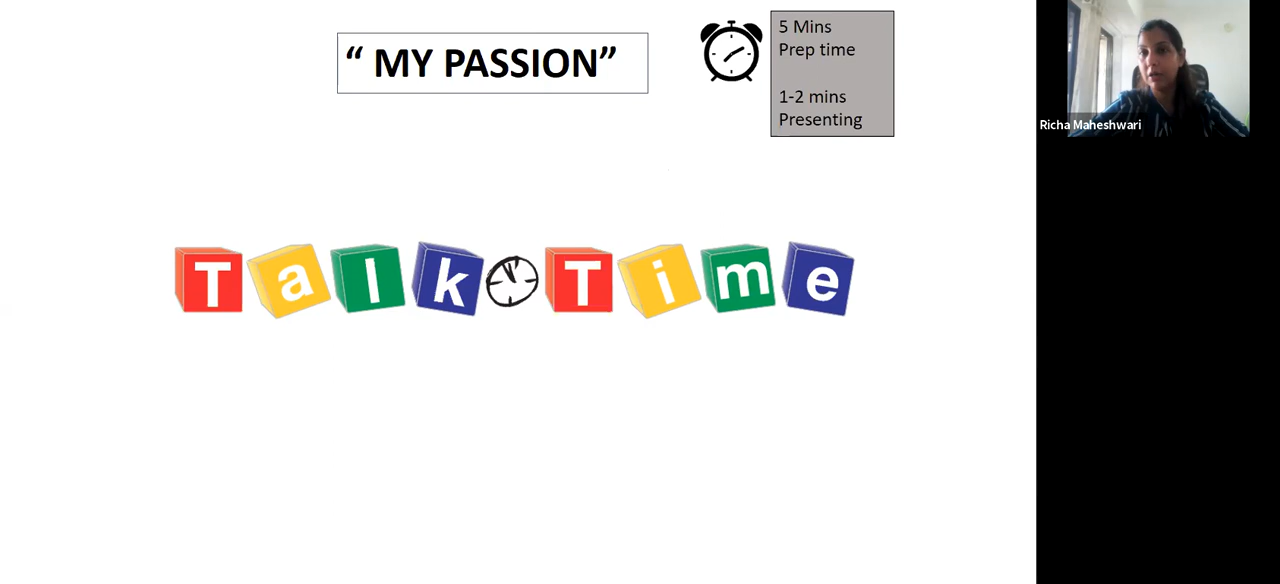 “ MY PASSION”
5 Mins
Prep time
1-2 mins
Presenting
Richa Maheshwari
Talk Time